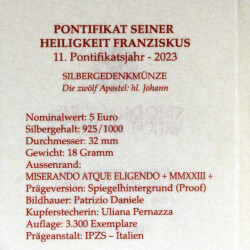 PONTIFIKAT SEINER
HEILIGKEIT FRANZISKUS
11. Pontifikatsjahr - 2023
SILBERGEDENKMÜNZE
Die zwölf Apostel: hl. Johann
Nominalwert: 5 Euro
Silbergehalt: 925/1000
Durchmesser: 32 mm
Gewicht: 18 Gramm
Aussenrand:
MISERANDO ATQUE ELIGENDO + MMXXIII +
Prägeversion: Spiegelhintergrund (Proof)
Bildhauer: Patrizio Daniele
Kupferstecherin: Uliana Pernazza
Auflage: 3.300 Exemplare
Prägeanstalt: IPZS – Italien